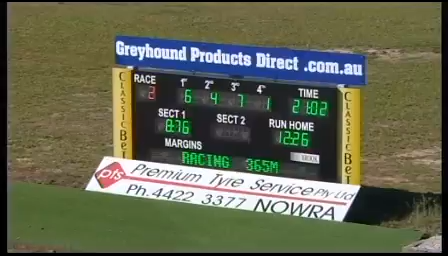 Greyhound Products Direct .com.au
RACE 1st 2nd 3rd 4th TIME
2 6 4 7 1 21:02
SECT 1 SECT 2 RUN HOME
8:76 12:26
MARGINS
RACING 365M
CLASSIC Bet
CLASSIC Bet
pts Premium Tyre Service Pty Ltd
Ph. 4422 3377 NOWRA